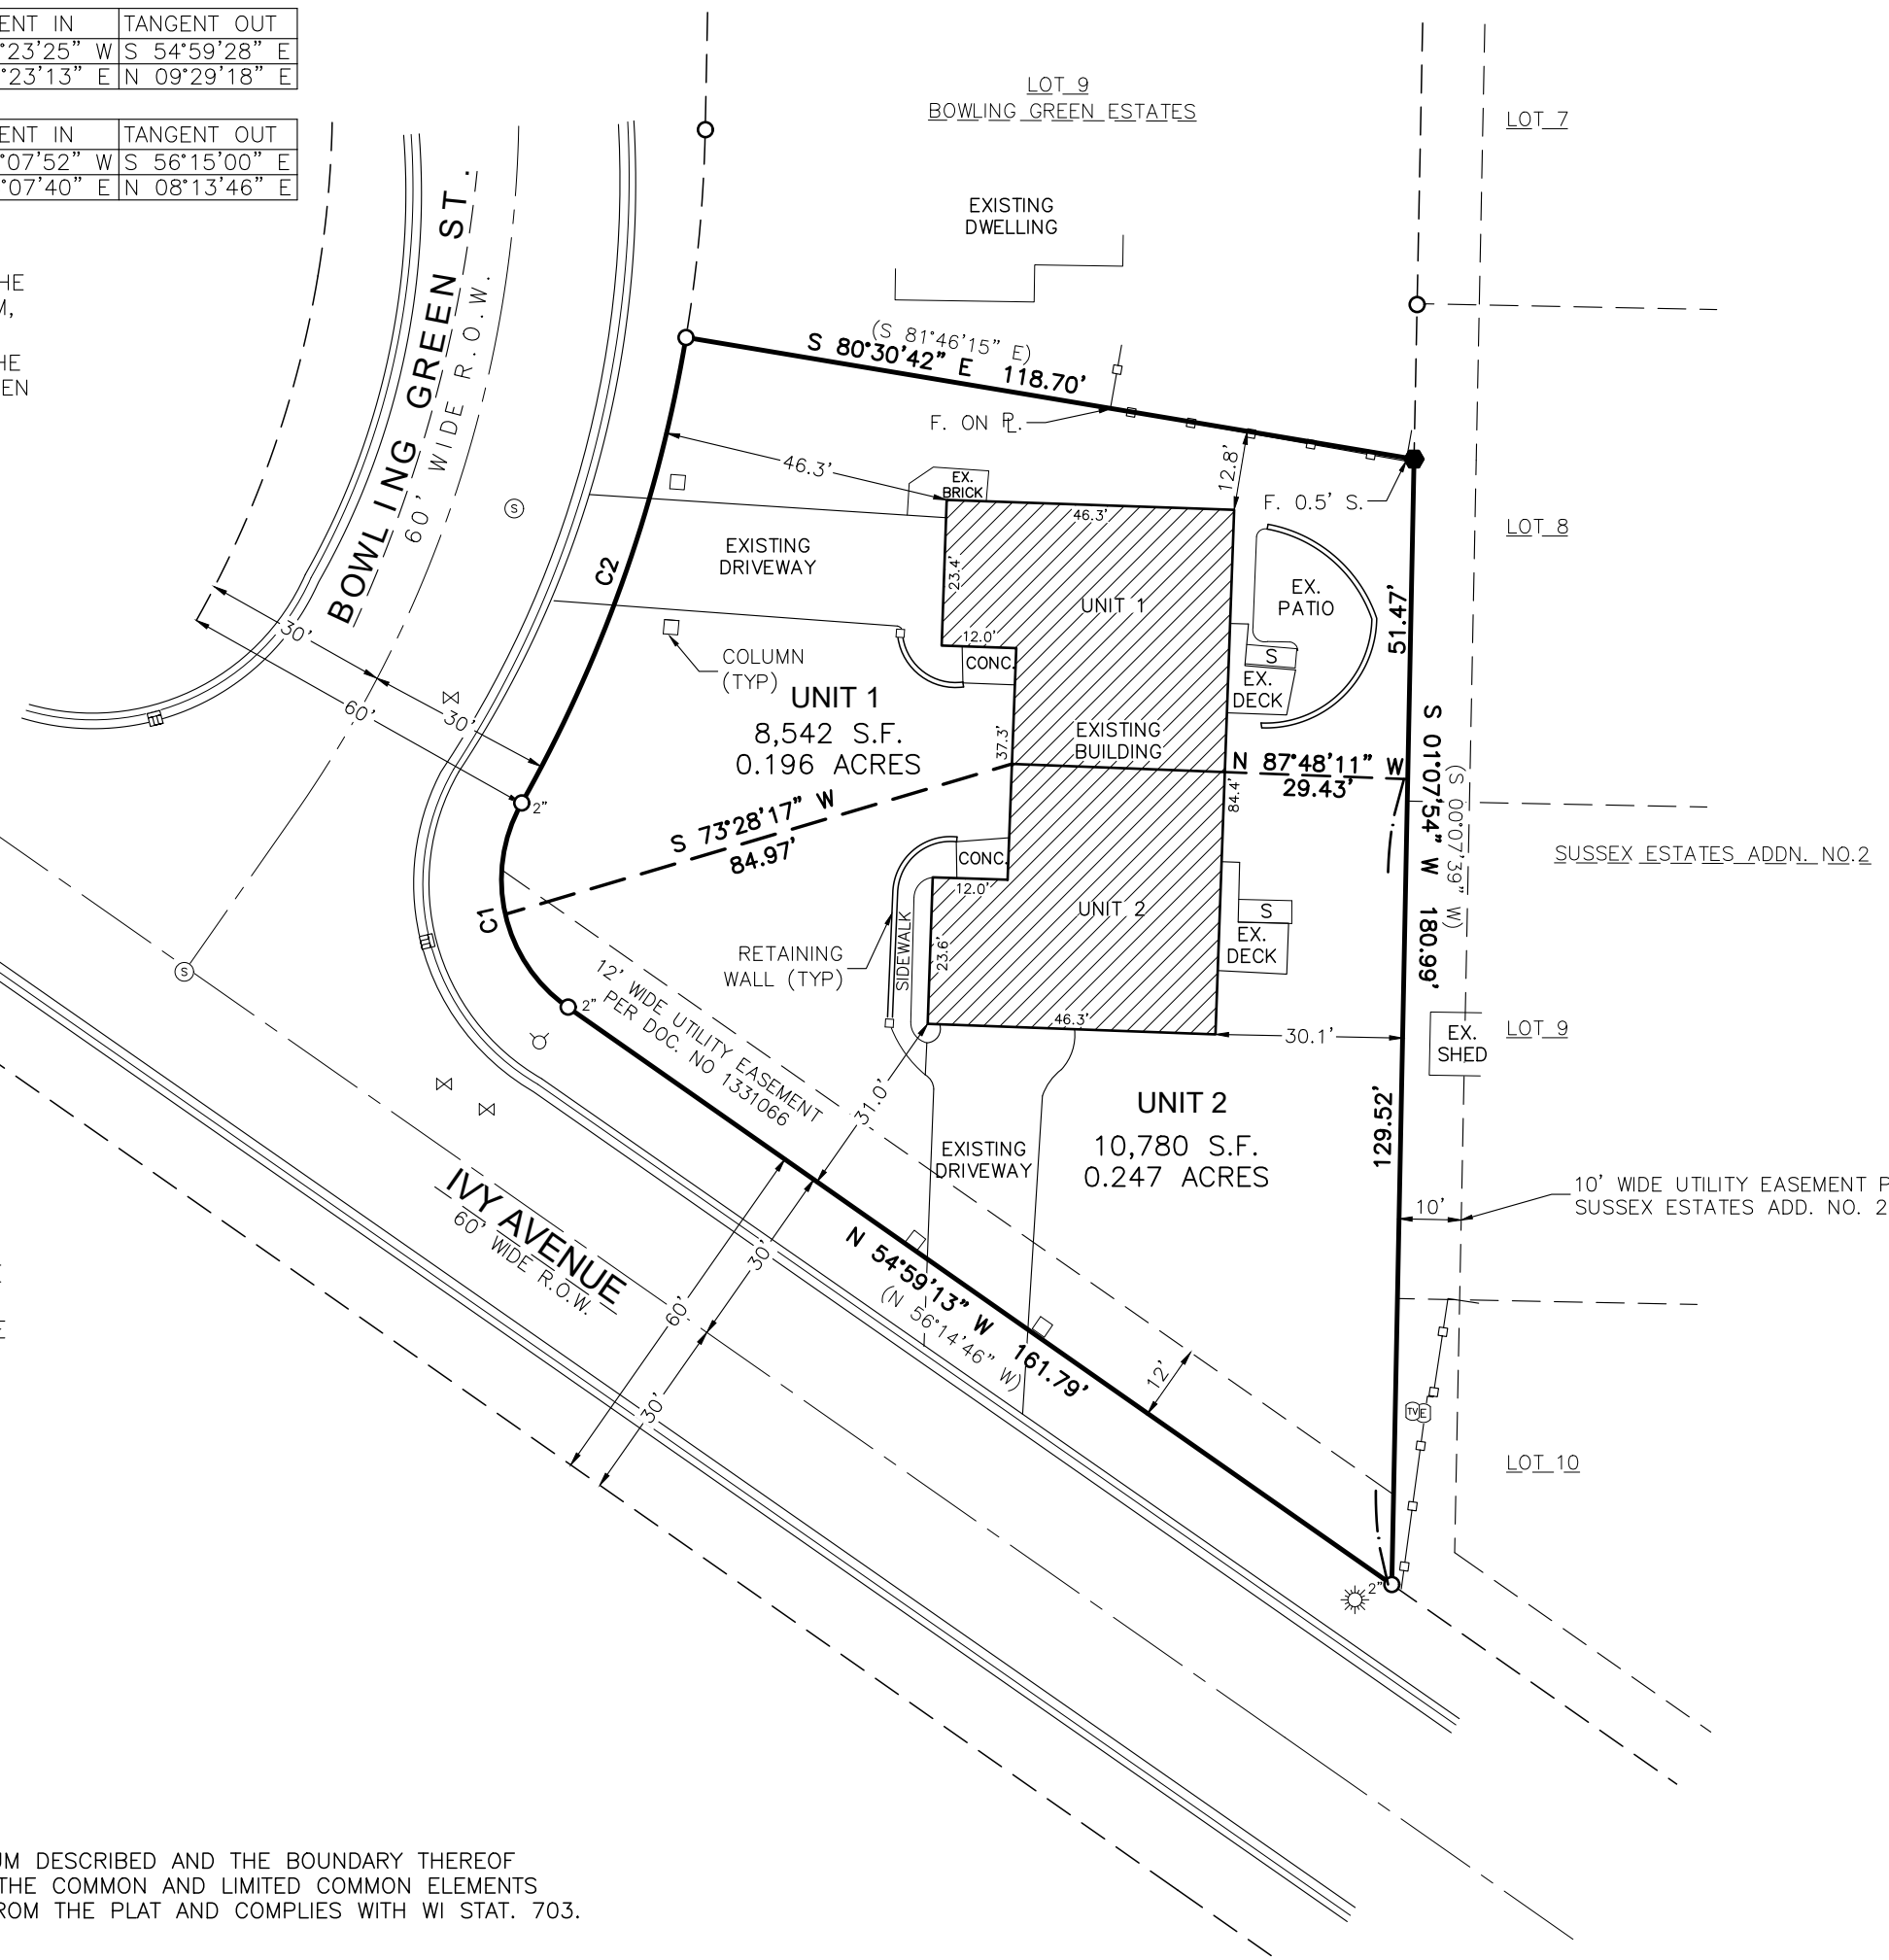 ENT IN TANGENT OUT
°23'25" W S 54°59'28" E
°23'13" E N 09°29'18" E
ENT IN TANGENT OUT
°07'52" W S 56°15'00" E
°07'40" E N 08°13'46" E
HE
M,
HE
EN
LOT 9
BOWLING GREEN ESTATES
LOT 7
EXISTING
DWELLING
BOWLING GREEN ST.
60' WIDE R.O.W.
(S 81°46'15" E)
S 80°30'42" E 118.70'
F. ON PL.
46.3'
12.8'
F. 0.5' S.
EX.
BRICK
46.3'
LOT 8
S
EXISTING
DRIVEWAY
23.4'
UNIT 1
EX.
PATIO
51.47'
C2
30'
12.0'
CONC.
S
EX.
DECK
COLUMN
(TYP)
60'
30'
UNIT 1
8,542 S.F.
0.196 ACRES
37.3'
EXISTING
BUILDING
N 87°48'11" W
29.43'
S 01°07'54" W 180.99'
(S 00°07'39" W)
2"
S 73°28'17" W
84.97'
84.4'
SUSSEX ESTATES ADDN. NO.2
CONC.
12.0'
C1
UNIT 2
S
EX.
DECK
RETAINING
WALL (TYP)
SIDEWALK
23.6'
S
12' WIDE UTILITY EASEMENT
PER DOC. NO 1331066
2"
46.3'
30.1'
EX.
SHED
LOT 9
31.0'
UNIT 2
10,780 S.F.
0.247 ACRES
129.52'
EXISTING
DRIVEWAY
10' WIDE UTILITY EASEMENT P
SUSSEX ESTATES ADD. NO. 2
10'
IVY AVENUE
60' WIDE R.O.W.
30'
60'
30'
N 54°59'13" W 161.79'
(N 56°14'46" W)
12'
TV E
LOT 10
2"
E
UM DESCRIBED AND THE BOUNDARY THEREOF
THE COMMON AND LIMITED COMMON ELEMENTS
ROM THE PLAT AND COMPLIES WITH WI STAT. 703.